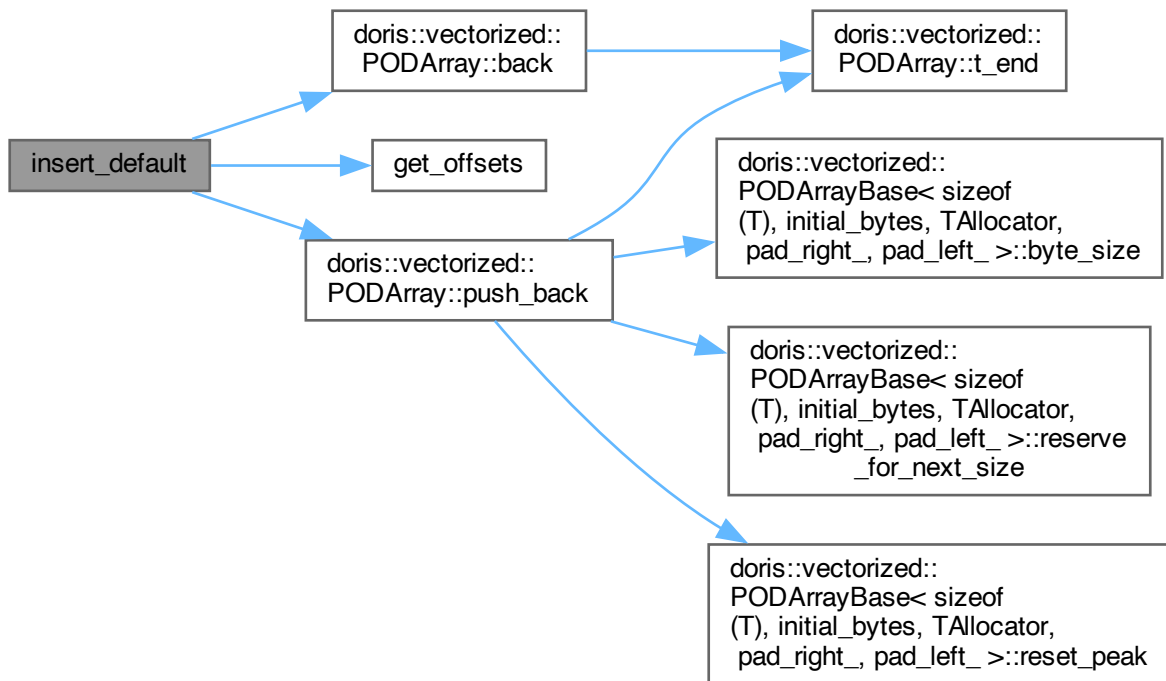 doris::vectorized::
PODArray::back
doris::vectorized::
PODArray::t_end
insert_default
get_offsets
doris::vectorized::
PODArrayBase< sizeof
(T), initial_bytes, TAllocator,
pad_right_, pad_left_ >::byte_size
doris::vectorized::
PODArray::push_back
doris::vectorized::
PODArrayBase< sizeof
(T), initial_bytes, TAllocator,
pad_right_, pad_left_ >::reserve
_for_next_size
doris::vectorized::
PODArrayBase< sizeof
(T), initial_bytes, TAllocator,
pad_right_, pad_left_ >::reset_peak